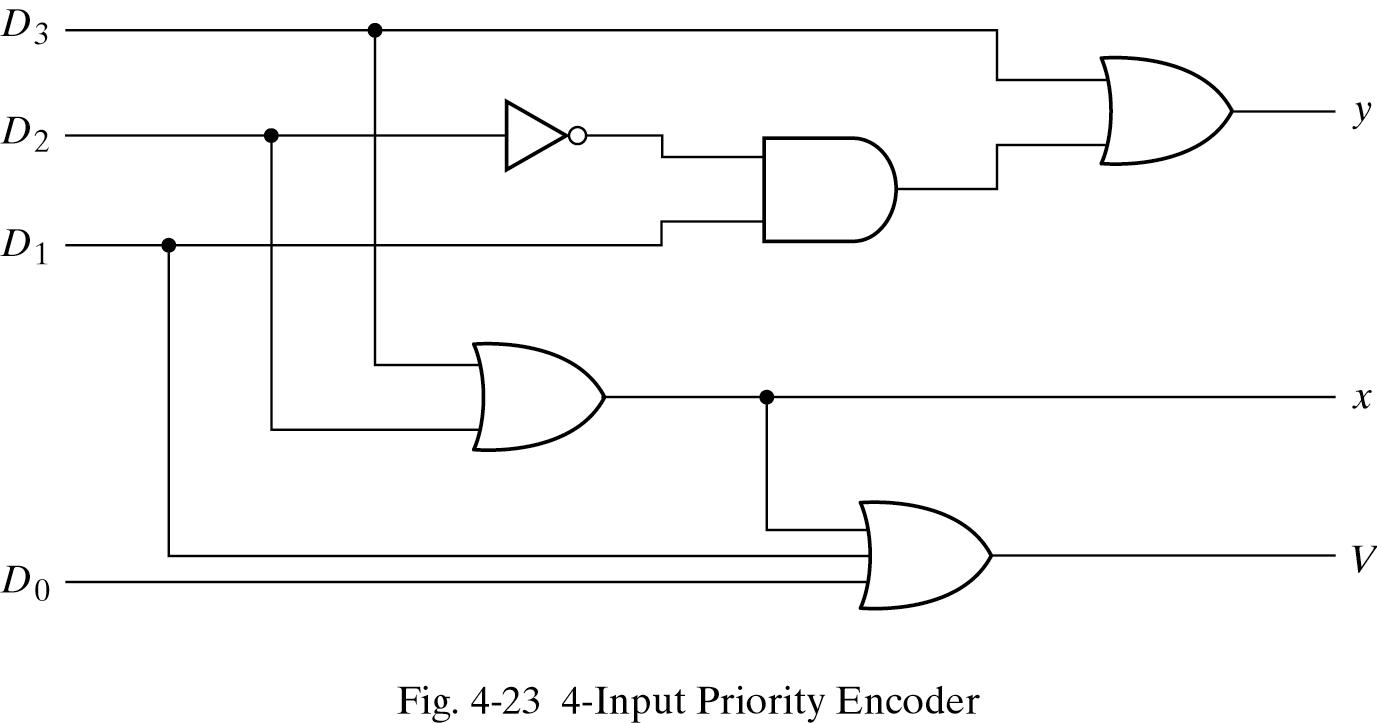 D3
y
D2
D1
x
V
D0
Fig. 4-23 4-Input Priority Encoder